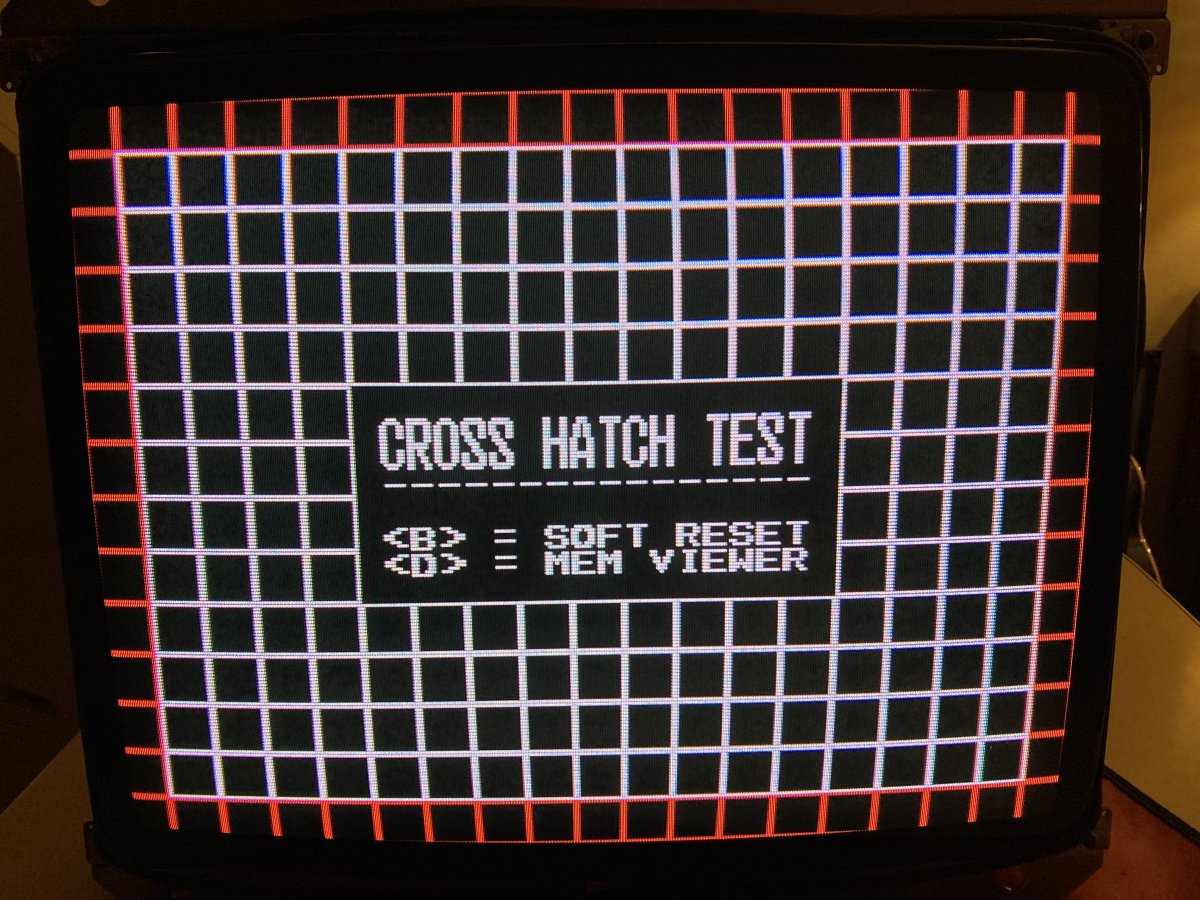 CROSS HATCH TEST
----------------
<B> = SOFT RESET
<D> = MEM VIEWER